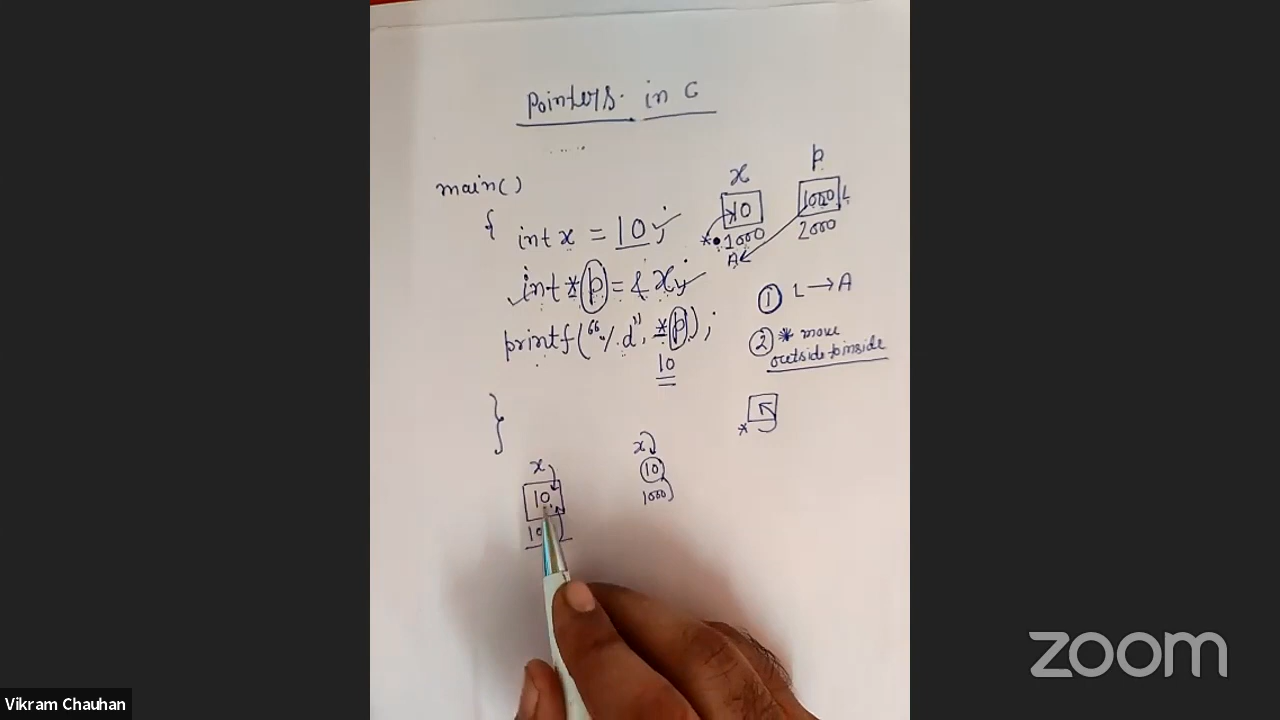 Pointers in C
main()
{
int x = 10;
int *p = &x;
printf("%d", *p);
10
}
x
10
1000
A
p
1000 L
2000
① L → A
② * move
outside to inside
*
x
10
10
x
10
1000
zoom
Vikram Chauhan